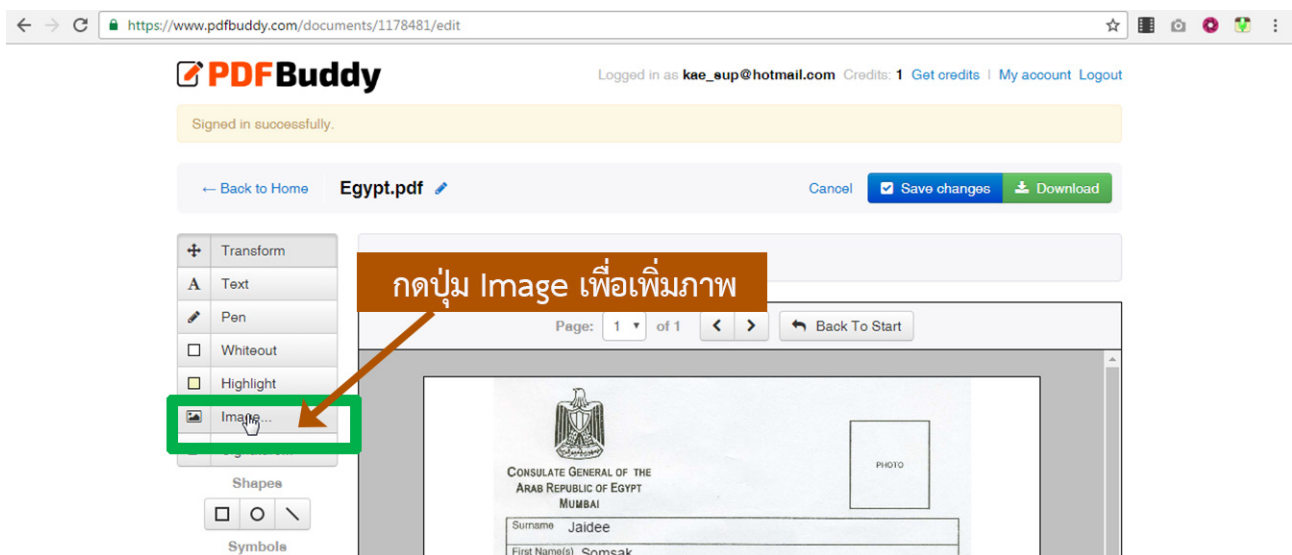 https://www.pdfbuddy.com/documents/1178481/edit
PDFBuddy
Logged in as kae_sup@hotmail.com Credits: 1 Get credits | My account Logout
Signed in successfully.
← Back to Home Egypt.pdf Cancel Save changes Download
Transform
Text
Pen
Whiteout
Highlight
Image...
Shapes
Symbols
กดปุ่ม Image เพื่อเพิ่มภาพ
Page: 1 of 1 Back To Start
CONSULATE GENERAL OF THE
ARAB REPUBLIC OF EGYPT
MUMBAI
PHOTO
Surname Jaidee
First Name(s) Somsak